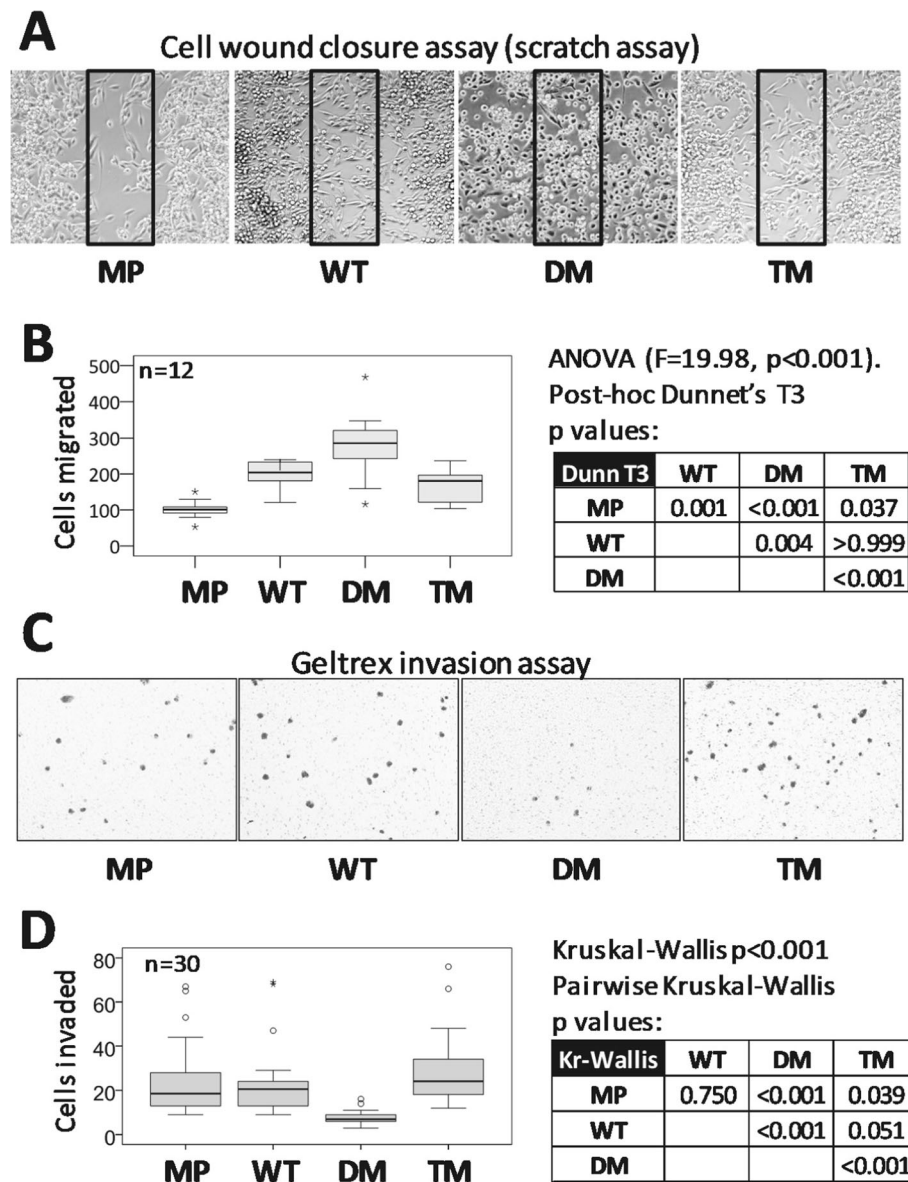 A
Cell wound closure assay (scratch assay)
MP WT DM TM
B
n=12
Cells migrated
500
400
300
200
100
0
MP WT DM TM
ANOVA (F=19.98, p<0.001).
Post-hoc Dunnet's T3
p values:
Dunn T3 WT DM TM
MP 0.001 <0.001 0.037
WT 0.004 >0.999
DM <0.001
C
Geltrex invasion assay
MP WT DM TM
D
n=30
Cells invaded
80
60
40
20
0
MP WT DM TM
Kruskal-Wallis p<0.001
Pairwise Kruskal-Wallis
p values:
Kr-Wallis WT DM TM
MP 0.750 <0.001 0.039
WT <0.001 0.051
DM <0.001